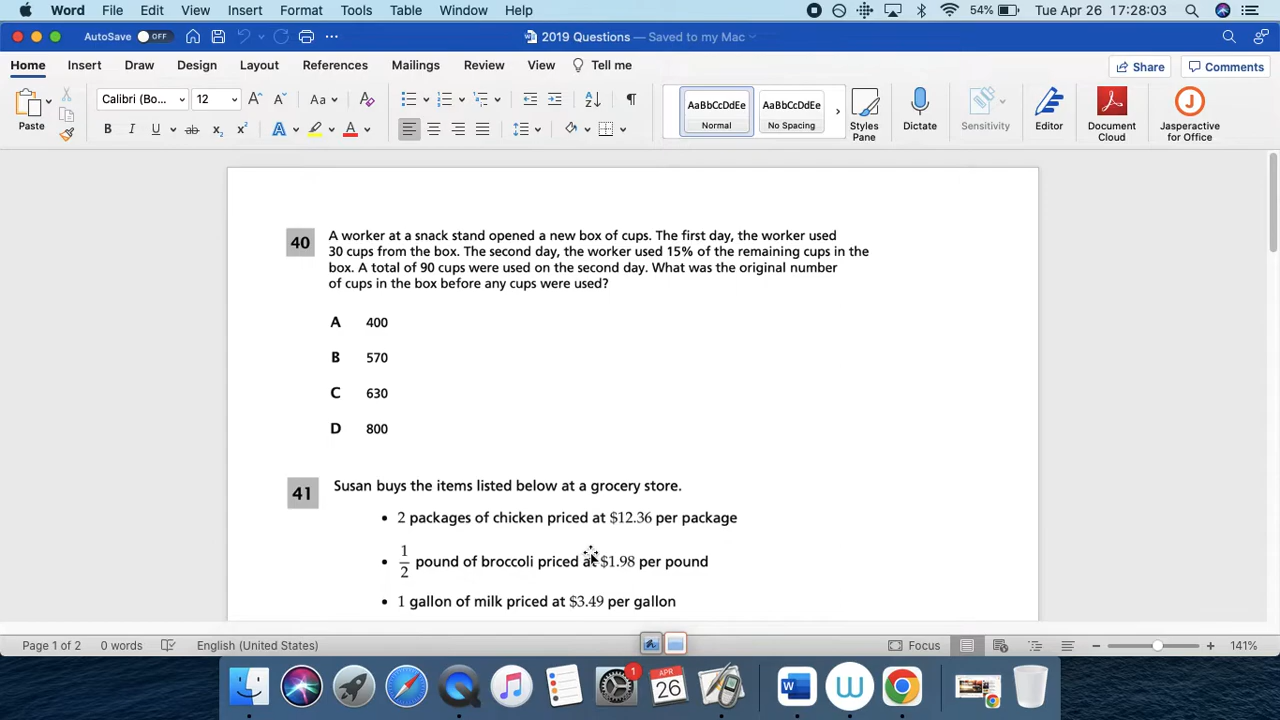 Word File Edit View Insert Format Tools Table Window Help 54% Tue Apr 26 17:28:03
AutoSave OFF 2019 Questions — Saved to my Mac
Home Insert Draw Design Layout References Mailings Review View Tell me Share Comments
Calibri (Bo... 12 Aa AaBbCcDdEe AaBbCcDdEe
Paste B I U ab x₂ x² A A Normal No Spacing Styles Pane Dictate Sensitivity Editor Document Cloud Jasperactive for Office
40 A worker at a snack stand opened a new box of cups. The first day, the worker used
30 cups from the box. The second day, the worker used 15% of the remaining cups in the
box. A total of 90 cups were used on the second day. What was the original number
of cups in the box before any cups were used?
A 400
B 570
C 630
D 800
41 Susan buys the items listed below at a grocery store.
• 2 packages of chicken priced at $12.36 per package
• 1/2 pound of broccoli priced at $1.98 per pound
• 1 gallon of milk priced at $3.49 per gallon
Page 1 of 2 0 words English (United States) Focus 141%
1 APR 26